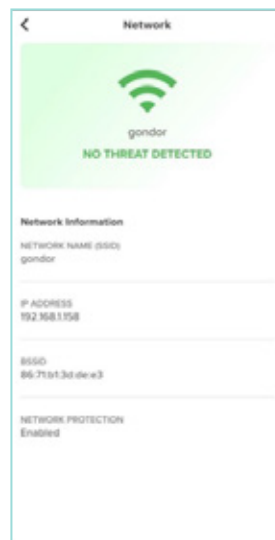 Network
gondor
NO THREAT DETECTED
Network Information
NETWORK NAME (SSID)
gondor
IP ADDRESS
192.168.1.158
BSSID
86:71:b1:3d:de:e3
NETWORK PROTECTION
Enabled